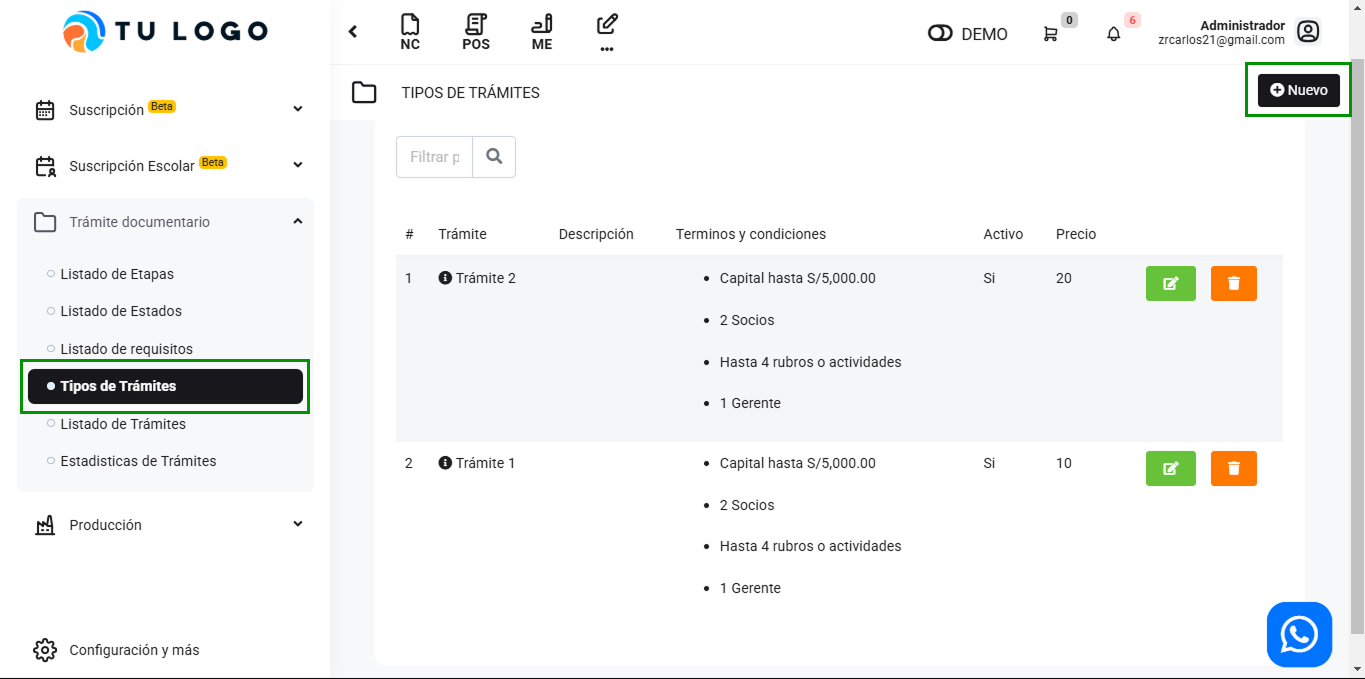 TU LOGO
NC
POS
ME
...
DEMO
0
6
Administrador
zrcarlos21@gmail.com
Suscripción Beta
Suscripción Escolar Beta
Trámite documentario
Listado de Etapas
Listado de Estados
Listado de requisitos
Tipos de Trámites
Listado de Trámites
Estadisticas de Trámites
Producción
Configuración y más
TIPOS DE TRÁMITES
Nuevo
Filtrar p
# Trámite Descripción Terminos y condiciones Activo Precio
1 Trámite 2 • Capital hasta S/5,000.00 Si 20
• 2 Socios
• Hasta 4 rubros o actividades
• 1 Gerente
2 Trámite 1 • Capital hasta S/5,000.00 Si 10
• 2 Socios
• Hasta 4 rubros o actividades
• 1 Gerente